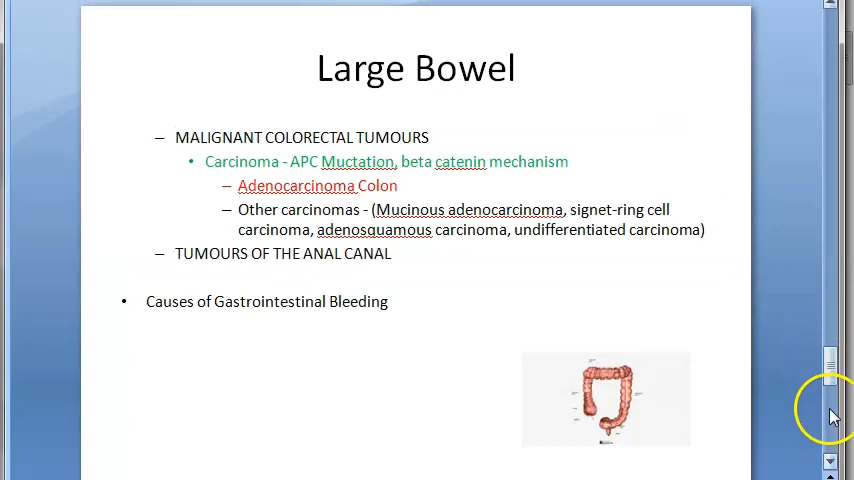 Large Bowel
– MALIGNANT COLORECTAL TUMOURS
• Carcinoma - APC Muctation, beta catenin mechanism
– Adenocarcinoma Colon
– Other carcinomas - (Mucinous adenocarcinoma, signet-ring cell
carcinoma, adenosquamous carcinoma, undifferentiated carcinoma)
– TUMOURS OF THE ANAL CANAL
• Causes of Gastrointestinal Bleeding